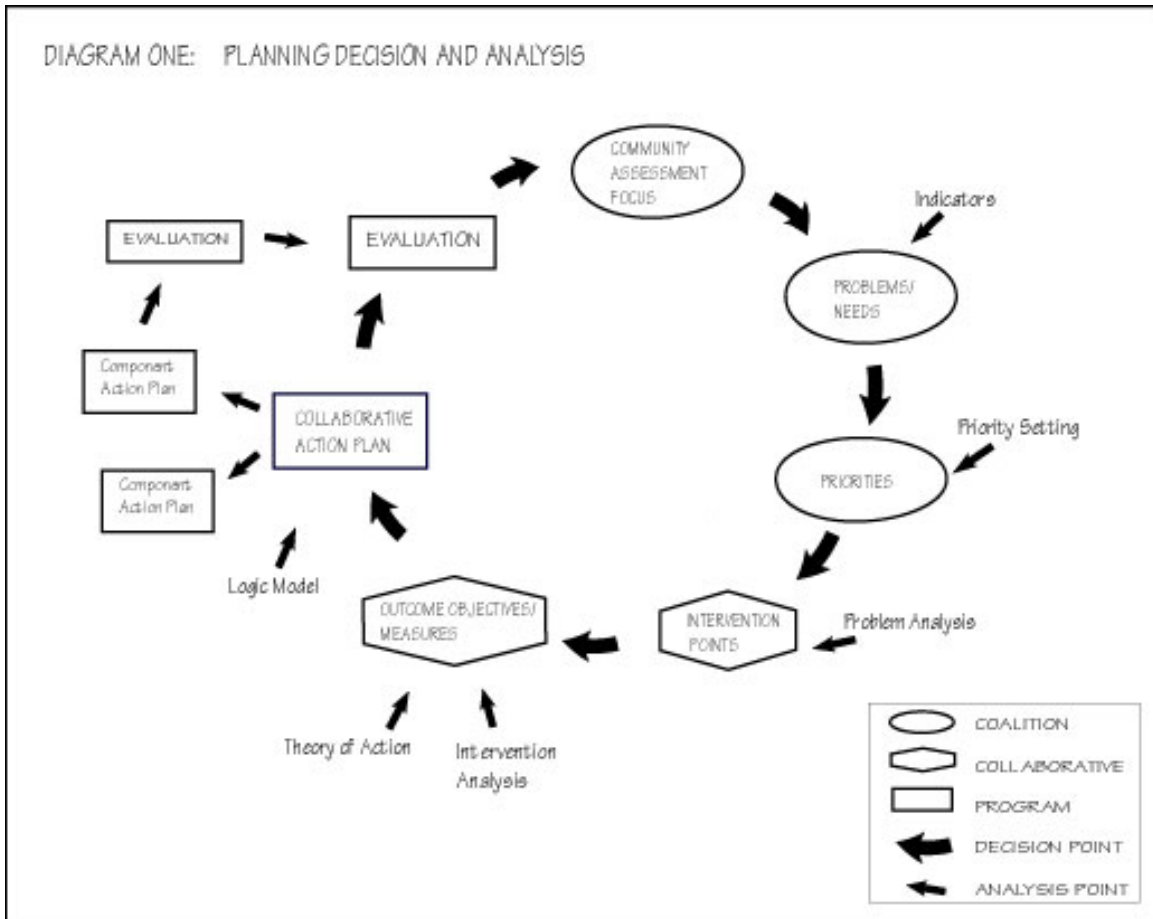 DIAGRAM ONE: PLANNING DECISION AND ANALYSIS
COMMUNITY
ASSESSMENT
FOCUS
Indicators
PROBLEMS/
NEEDS
Priority Setting
PRIORITIES
Problem Analysis
INTERVENTION
POINTS
OUTCOME OBJECTIVES/
MEASURES
Theory of Action
Intervention
Analysis
Logic Model
COLLABORATIVE
ACTION PLAN
Component
Action Plan
Component
Action Plan
EVALUATION
EVALUATION
COALITION
COLLABORATIVE
PROGRAM
DECISION POINT
ANALYSIS POINT